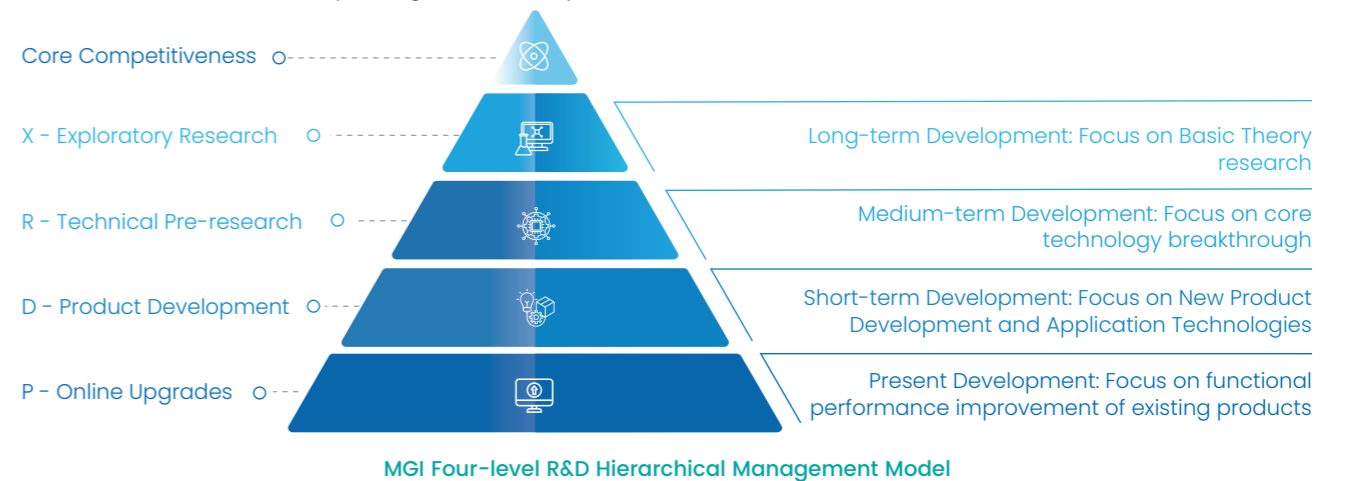 Core Competitiveness
X - Exploratory Research
Long-term Development: Focus on Basic Theory
research
R - Technical Pre-research
Medium-term Development: Focus on core
technology breakthrough
D - Product Development
Short-term Development: Focus on New Product
Development and Application Technologies
P - Online Upgrades
Present Development: Focus on functional
performance improvement of existing products
MGI Four-level R&D Hierarchical Management Model